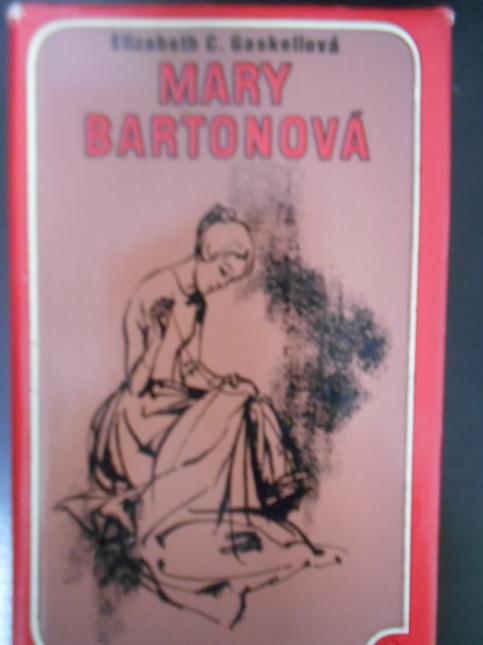 Elizabeth C. Gaskellová
MARY
BARTONOVÁ